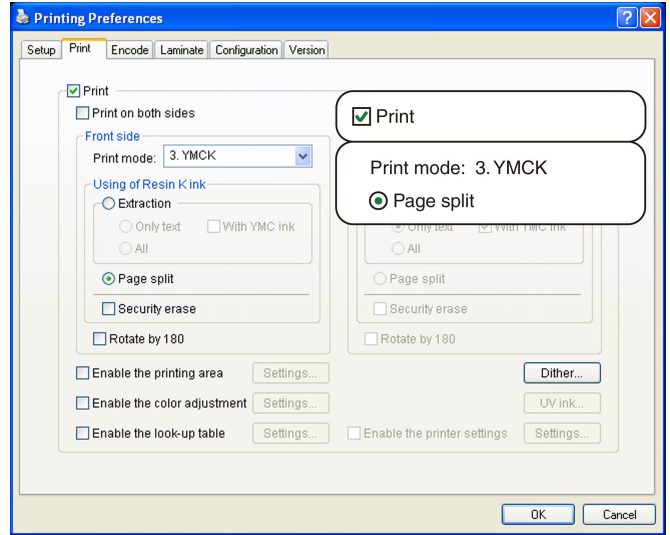 Printing Preferences
Setup Print Encode Laminate Configuration Version
Print
Print on both sides
Front side
Print mode: 3. YMCK
Using of Resin K ink
Extraction
Only text With YMC ink
All
Page split
Security erase
Rotate by 180
Print
Print mode: 3. YMCK
Page split
Only text With YMC ink
All
Page split
Security erase
Rotate by 180
Enable the printing area Settings... Dither...
Enable the color adjustment Settings... UV ink...
Enable the look-up table Settings... Enable the printer settings Settings...
OK Cancel